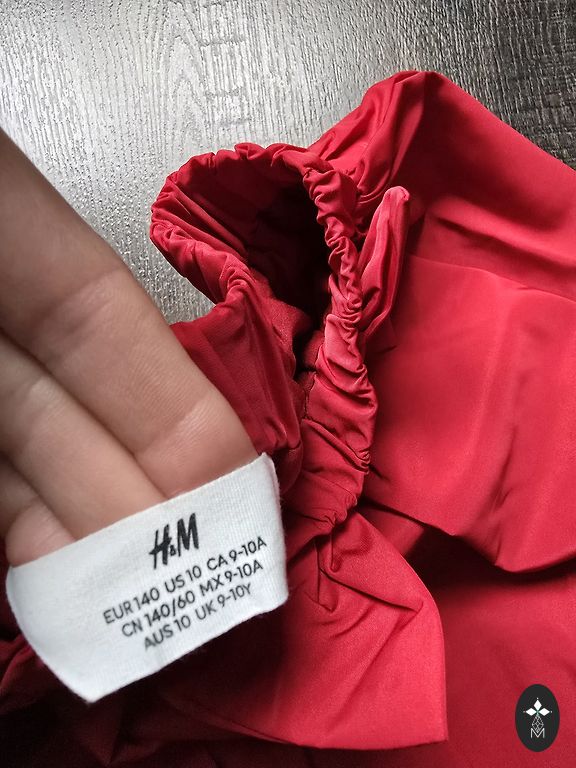 H&M
EUR 140 US 10 CA 9-10A
CN 140/60 MX 9-10A
AUS 10 UK 9-10Y
M